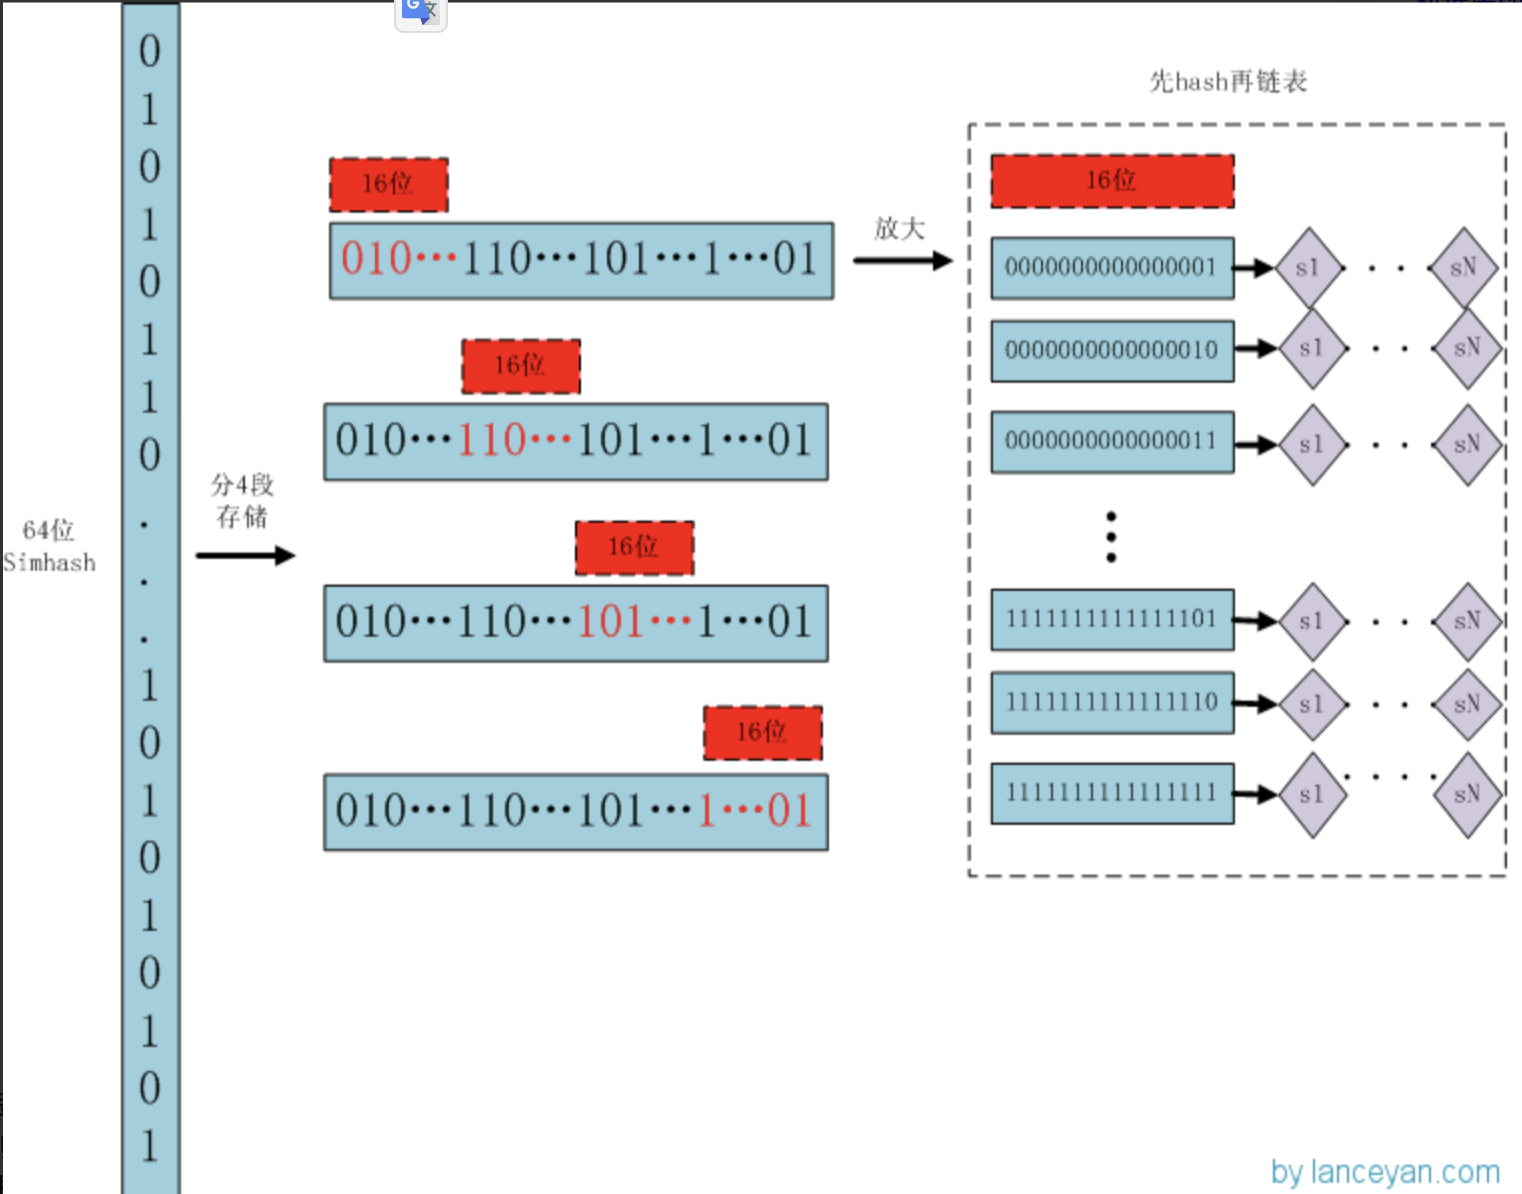 0
1
0
1
0
1
1
0
.
.
.
1
0
1
0
1
0
1
0
1
64位
Simhash
分4段
存储
16位
010···110···101···1···01
16位
010···110···101···1···01
16位
010···110···101···1···01
16位
010···110···101···1···01
放大
先hash再链表
16位
0000000000000001
s1 · · · sN
0000000000000010
s1 · · · sN
0000000000000011
s1 · · · sN
1111111111111101
s1 · · · sN
1111111111111110
s1 · · · sN
1111111111111111
s1 · · · · sN
by lanceyan.com